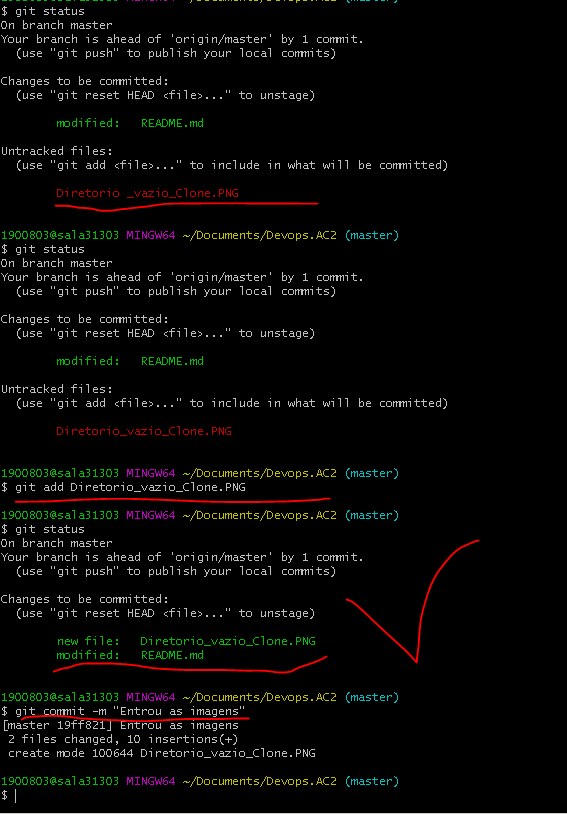 $ git status
On branch master
Your branch is ahead of 'origin/master' by 1 commit.
(use "git push" to publish your local commits)
Changes to be committed:
(use "git reset HEAD <file>..." to unstage)
modified: README.md
Untracked files:
(use "git add <file>..." to include in what will be committed)
Diretorio _vazio_Clone.PNG
1900803@sala31303 MINGW64 ~/Documents/Devops.AC2 (master)
$ git status
On branch master
Your branch is ahead of 'origin/master' by 1 commit.
(use "git push" to publish your local commits)
Changes to be committed:
(use "git reset HEAD <file>..." to unstage)
modified: README.md
Untracked files:
(use "git add <file>..." to include in what will be committed)
Diretorio_vazio_Clone.PNG
1900803@sala31303 MINGW64 ~/Documents/Devops.AC2 (master)
$ git add Diretorio_vazio_Clone.PNG
1900803@sala31303 MINGW64 ~/Documents/Devops.AC2 (master)
$ git status
On branch master
Your branch is ahead of 'origin/master' by 1 commit.
(use "git push" to publish your local commits)
Changes to be committed:
(use "git reset HEAD <file>..." to unstage)
new file: Diretorio_vazio_Clone.PNG
modified: README.md
1900803@sala31303 MINGW64 ~/Documents/Devops.AC2 (master)
$ git commit -m "Entrou as imagens"
[master 19ff821] Entrou as imagens
2 files changed, 10 insertions(+)
create mode 100644 Diretorio_vazio_Clone.PNG
1900803@sala31303 MINGW64 ~/Documents/Devops.AC2 (master)
$